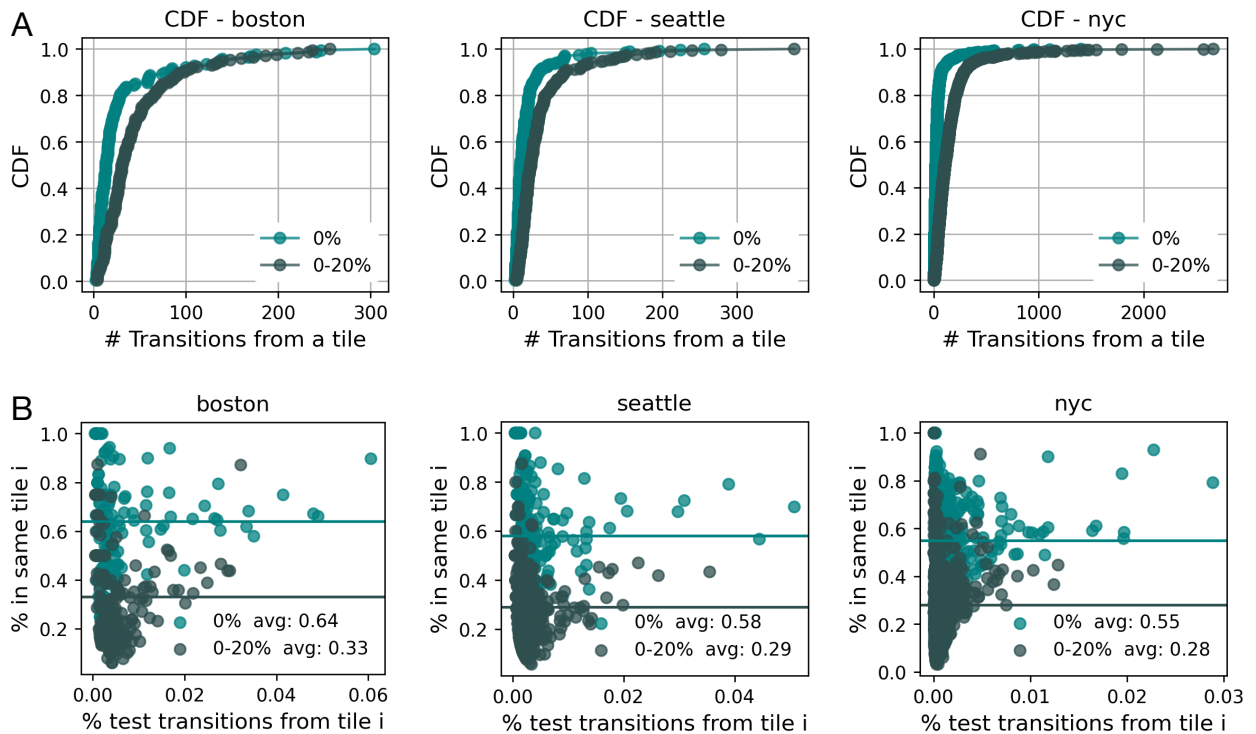 A
CDF - boston
CDF - seattle
CDF - nyc
CDF
1.0
0.8
0.6
0.4
0.2
0.0
0%
0-20%
0
100
200
300
# Transitions from a tile
CDF
1.0
0.8
0.6
0.4
0.2
0.0
0%
0-20%
0
100
200
300
# Transitions from a tile
CDF
1.0
0.8
0.6
0.4
0.2
0.0
0%
0-20%
0
1000
2000
# Transitions from a tile
B
boston
seattle
nyc
% in same tile i
1.0
0.8
0.6
0.4
0.2
0% avg: 0.64
0-20% avg: 0.33
0.00
0.02
0.04
0.06
% test transitions from tile i
% in same tile i
1.0
0.8
0.6
0.4
0.2
0% avg: 0.58
0-20% avg: 0.29
0.00
0.02
0.04
% test transitions from tile i
% in same tile i
1.0
0.8
0.6
0.4
0.2
0.0
0% avg: 0.55
0-20% avg: 0.28
0.00
0.01
0.02
0.03
% test transitions from tile i